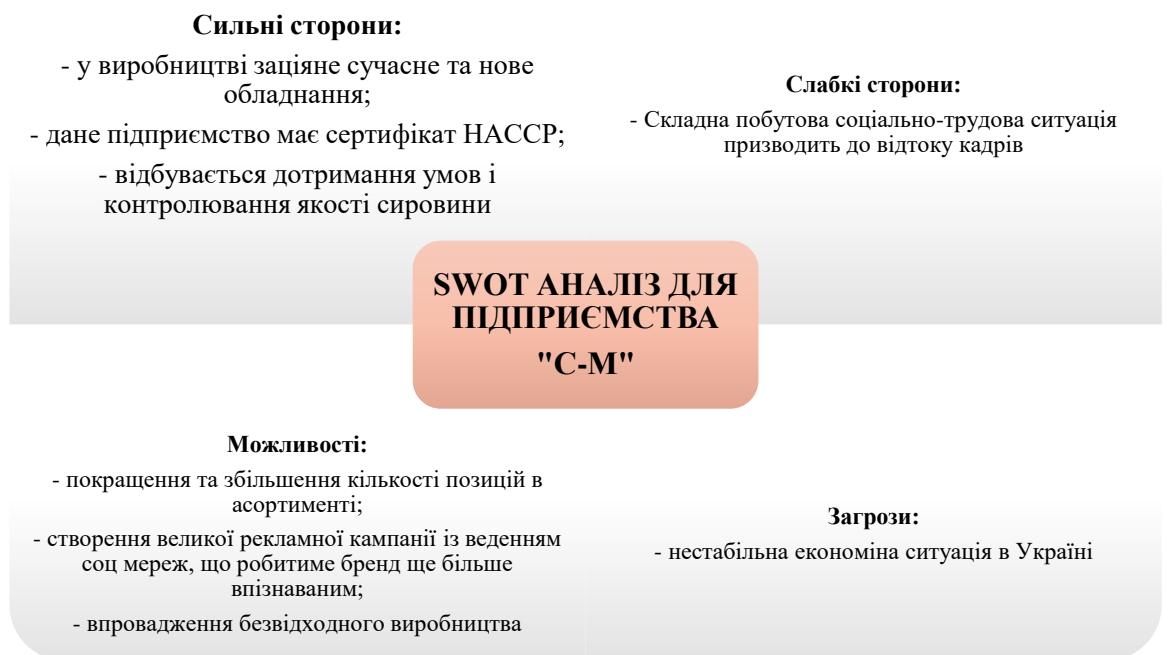 Сильні сторони:
- у виробництві заціяне сучасне та нове
обладнання;
- дане підприємство має сертифікат НАССР;
- відбувається дотримання умов і
контролювання якості сировини
Слабкі сторони:
- Складна побутова соціально-трудова ситуація
призводить до відтоку кадрів
SWOT АНАЛІЗ ДЛЯ
ПІДПРИЄМСТВА
"С-М"
Можливості:
- покращення та збільшення кількості позицій в
асортименті;
- створення великої рекламної кампанії із веденням
соц мереж, що робитиме бренд ще більше
впізнаваним;
- впровадження безвідходного виробництва
Загрози:
- нестабільна економіна ситуація в Україні